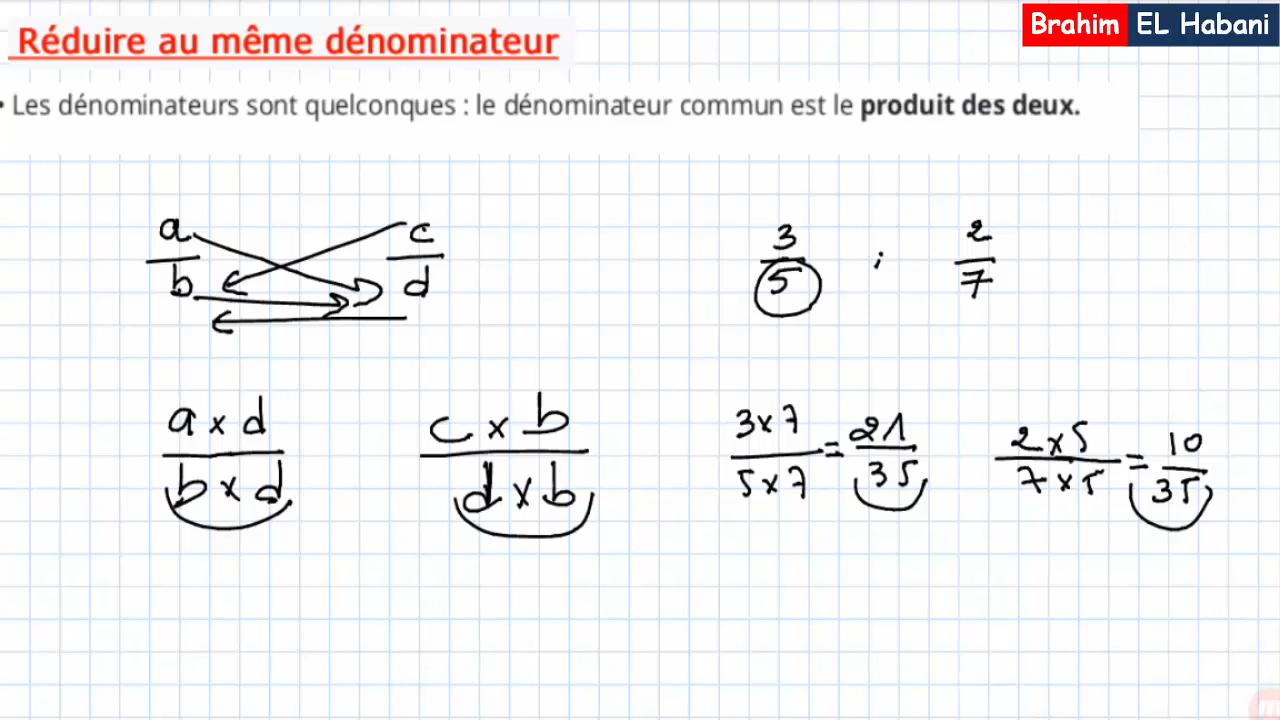 Brahim EL Habani
Réduire au même dénominateur
• Les dénominateurs sont quelconques : le dénominateur commun est le produit des deux.
a/b c/d
3/5 ; 2/7
a x d / b x d c x b / d x b
3x7 / 5x7 = 21/35 2x5 / 7x5 = 10/35